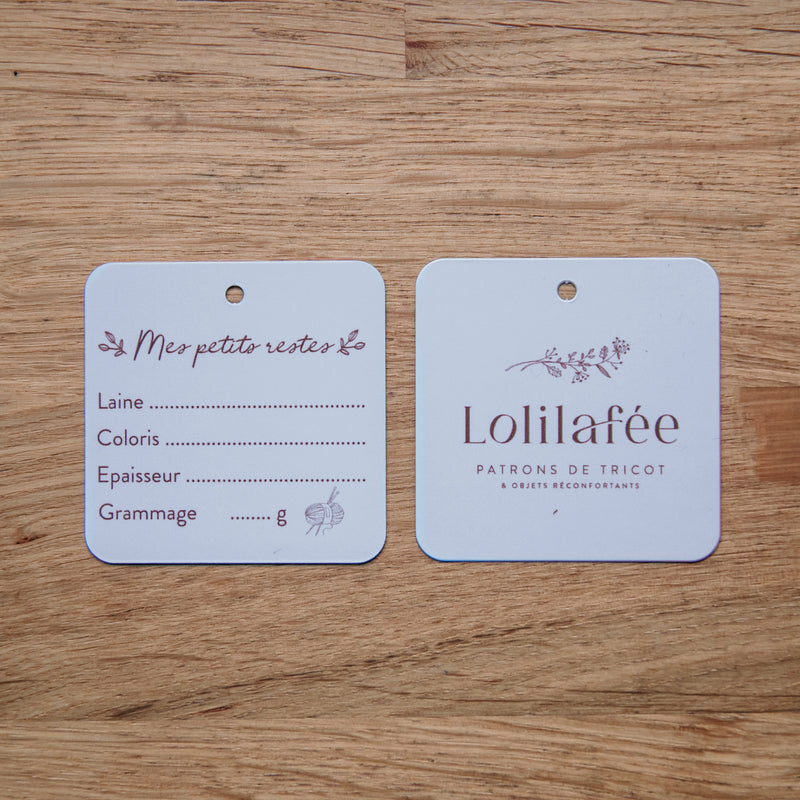 Mes petits restes
Laine ..........................................
Coloris .......................................
Epaisseur ...................................
Grammage ........ g
Lolilafée
PATRONS DE TRICOT
& OBJETS RÉCONFORTANTS